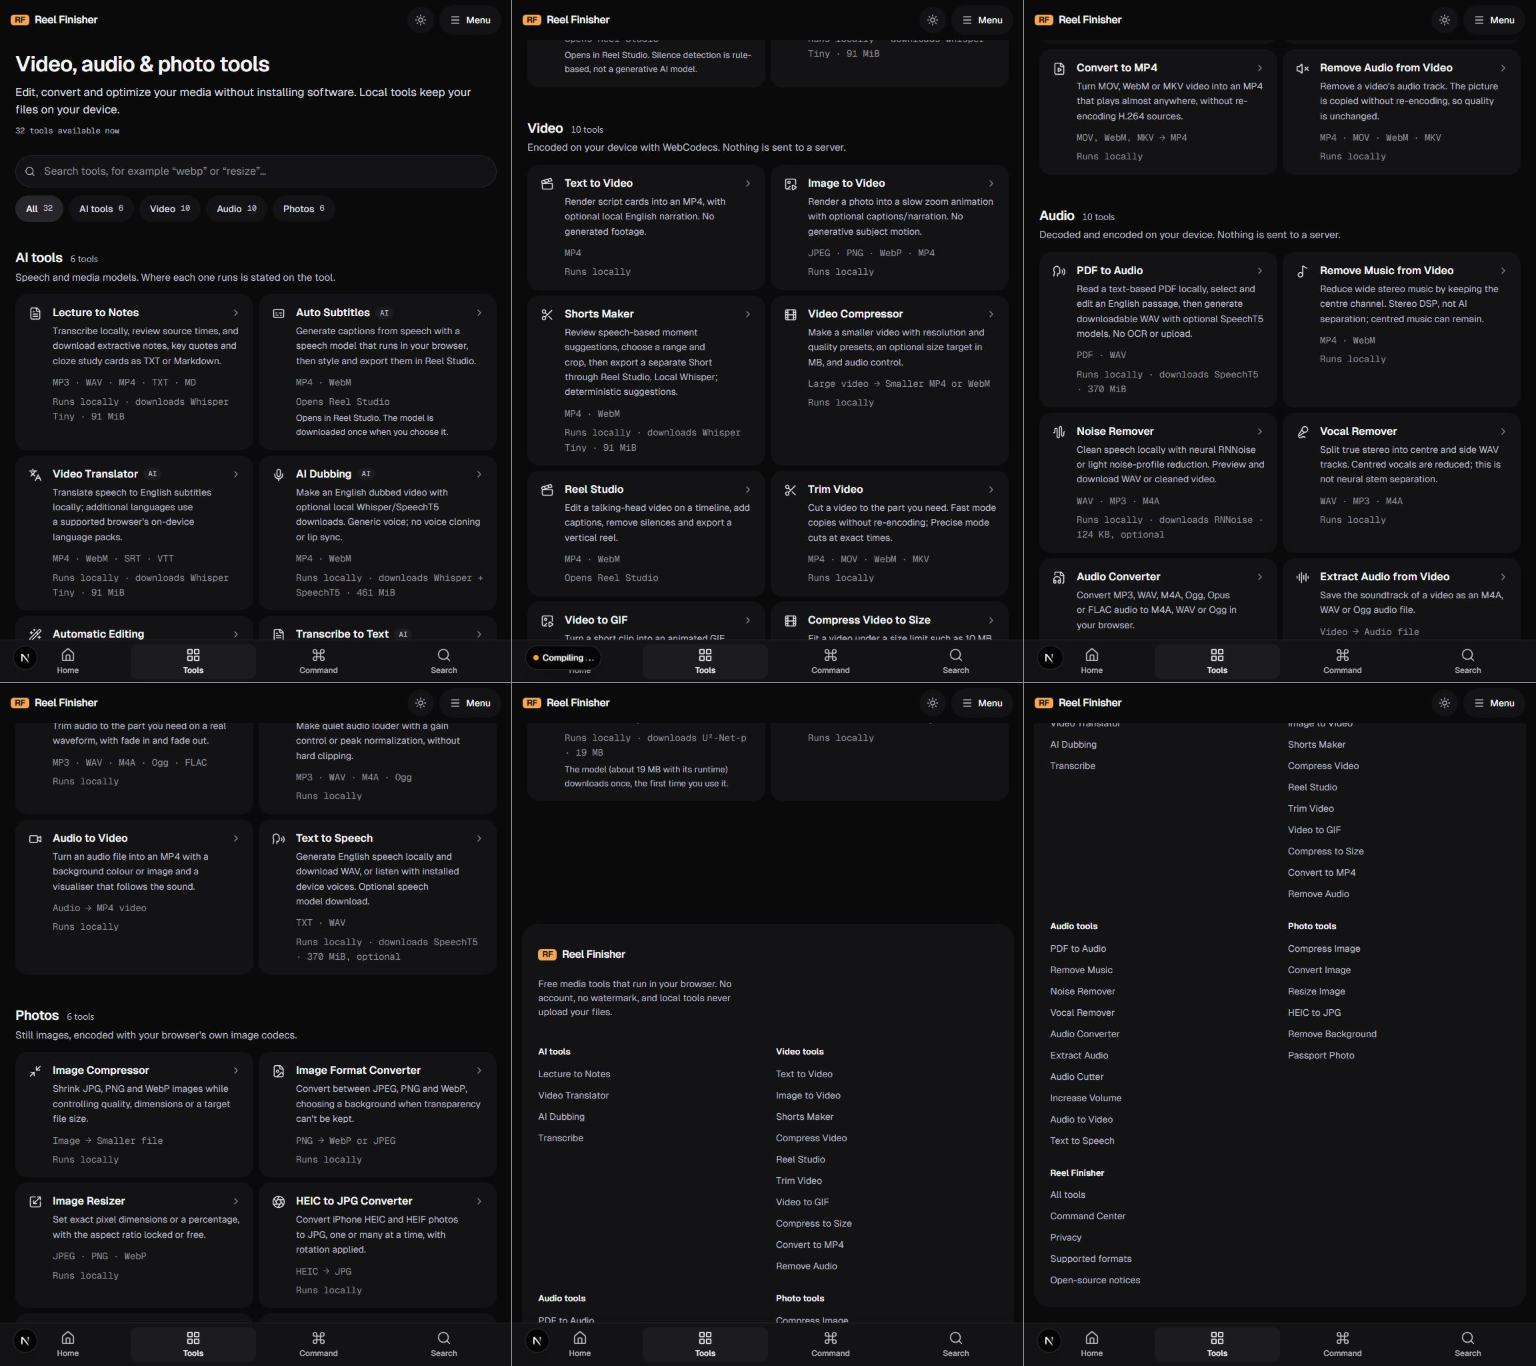 RF Reel Finisher
Menu
Video, audio & photo tools
Edit, convert and optimize your media without installing software. Local tools keep your
files on your device.
32 tools available now
Search tools, for example “webp” or “resize”...
All 32
AI tools 6
Video 10
Audio 10
Photos 6
AI tools 6 tools
Speech and media models. Where each one runs is stated on the tool.
Lecture to Notes
Transcribe locally, review source times, and
download extractive notes, key quotes and
cloze study cards as TXT or Markdown.
MP3 · WAV · MP4 · TXT · MD
Runs locally · downloads Whisper
Tiny · 91 MiB
Auto Subtitles AI
Generate captions from speech with a
speech model that runs in your browser,
then style and export them in Reel Studio.
MP4 · WebM
Opens Reel Studio
Opens in Reel Studio. The model is
downloaded once when you choose it.
Video Translator AI
Translate speech to English subtitles
locally; additional languages use
a supported browser's on-device
language packs.
MP4 · WebM · SRT · VTT
Runs locally · downloads Whisper
Tiny · 91 MiB
AI Dubbing AI
Make an English dubbed video with
optional local Whisper/SpeechT5
downloads. Generic voice; no voice cloning
or lip sync.
MP4 · WebM
Runs locally · downloads Whisper +
SpeechT5 · 461 MiB
Automatic Editing
Transcribe to Text AI
N
Home
Tools
Command
Search
RF Reel Finisher
Menu
Opens Reel Studio
Opens in Reel Studio. Silence detection is rule-
based, not a generative AI model.
Runs locally · downloads Whisper
Tiny · 91 MiB
Video 10 tools
Encoded on your device with WebCodecs. Nothing is sent to a server.
Text to Video
Render script cards into an MP4, with
optional local English narration. No
generated footage.
MP4
Runs locally
Image to Video
Render a photo into a slow zoom animation
with optional captions/narration. No
generative subject motion.
JPEG · PNG · WebP · MP4
Runs locally
Shorts Maker
Review speech-based moment
suggestions, choose a range and
crop, then export a separate Short
through Reel Studio. Local Whisper;
deterministic suggestions.
MP4 · WebM
Runs locally · downloads Whisper
Tiny · 91 MiB
Video Compressor
Make a smaller video with resolution and
quality presets, an optional size target in
MB, and audio control.
Large video → Smaller MP4 or WebM
Runs locally
Reel Studio
Edit a talking-head video on a timeline, add
captions, remove silences and export a
vertical reel.
MP4 · WebM
Opens Reel Studio
Trim Video
Cut a video to the part you need. Fast mode
copies without re-encoding; Precise mode
cuts at exact times.
MP4 · MOV · WebM · MKV
Runs locally
Video to GIF
Turn a short clip into an animated GIF
Compress Video to Size
Fit a video under a size limit such as 10 MB
Compiling ...
Home
Tools
Command
Search
RF Reel Finisher
Menu
Convert to MP4
Turn MOV, WebM or MKV video into an MP4
that plays almost anywhere, without re-
encoding H.264 sources.
MOV, WebM, MKV → MP4
Runs locally
Remove Audio from Video
Remove a video's audio track. The picture
is copied without re-encoding, so quality
is unchanged.
MP4 · MOV · WebM · MKV
Runs locally
Audio 10 tools
Decoded and encoded on your device. Nothing is sent to a server.
PDF to Audio
Read a text-based PDF locally, select and
edit an English passage, then generate
downloadable WAV with optional SpeechT5
models. No OCR or upload.
PDF · WAV
Runs locally · downloads SpeechT5
· 370 MiB
Remove Music from Video
Reduce wide stereo music by keeping the
centre channel. Stereo DSP, not AI
separation; centred music can remain.
MP4 · WebM
Runs locally
Noise Remover
Clean speech locally with neural RNNoise
or light noise-profile reduction. Preview and
download WAV or cleaned video.
WAV · MP3 · M4A
Runs locally · downloads RNNoise ·
124 KB, optional
Vocal Remover
Split true stereo into centre and side WAV
tracks. Centred vocals are reduced; this is
not neural stem separation.
WAV · MP3 · M4A
Runs locally
Audio Converter
Convert MP3, WAV, M4A, Ogg, Opus
or FLAC audio to M4A, WAV or Ogg in
your browser.
Extract Audio from Video
Save the soundtrack of a video as an M4A,
WAV or Ogg audio file.
Video → Audio file
N
Home
Tools
Command
Search
RF Reel Finisher
Menu
Trim audio to the part you need on a real
waveform, with fade in and fade out.
MP3 · WAV · M4A · Ogg · FLAC
Runs locally
Make quiet audio louder with a gain
control or peak normalization, without
hard clipping.
MP3 · WAV · M4A · Ogg
Runs locally
Audio to Video
Turn an audio file into an MP4 with a
background colour or image and a
visualiser that follows the sound.
Audio → MP4 video
Runs locally
Text to Speech
Generate English speech locally and
download WAV, or listen with installed
device voices. Optional speech
model download.
TXT · WAV
Runs locally · downloads SpeechT5
· 370 MiB, optional
Photos 6 tools
Still images, encoded with your browser's own image codecs.
Image Compressor
Shrink JPG, PNG and WebP images while
controlling quality, dimensions or a target
file size.
Image → Smaller file
Runs locally
Image Format Converter
Convert between JPEG, PNG and WebP,
choosing a background when transparency
can't be kept.
PNG → WebP or JPEG
Runs locally
Image Resizer
Set exact pixel dimensions or a percentage,
with the aspect ratio locked or free.
JPEG · PNG · WebP
Runs locally
HEIC to JPG Converter
Convert iPhone HEIC and HEIF photos
to JPG, one or many at a time, with
rotation applied.
HEIC → JPG
Runs locally
N
Home
Tools
Command
Search
RF Reel Finisher
Menu
Runs locally · downloads U²-Net-p
· 19 MB
The model (about 19 MB with its runtime)
downloads once, the first time you use it.
Runs locally
RF Reel Finisher
Free media tools that run in your browser. No
account, no watermark, and local tools never
upload your files.
AI tools
Lecture to Notes
Video Translator
AI Dubbing
Transcribe
Video tools
Text to Video
Image to Video
Shorts Maker
Compress Video
Reel Studio
Trim Video
Video to GIF
Compress to Size
Convert to MP4
Remove Audio
Audio tools
PDF to Audio
Photo tools
Compress Image
N
Home
Tools
Command
Search
RF Reel Finisher
Menu
Video Translator
AI Dubbing
Transcribe
Image to Video
Shorts Maker
Compress Video
Reel Studio
Trim Video
Video to GIF
Compress to Size
Convert to MP4
Remove Audio
Audio tools
PDF to Audio
Remove Music
Noise Remover
Vocal Remover
Audio Converter
Extract Audio
Audio Cutter
Increase Volume
Audio to Video
Text to Speech
Photo tools
Compress Image
Convert Image
Resize Image
HEIC to JPG
Remove Background
Passport Photo
Reel Finisher
All tools
Command Center
Privacy
Supported formats
Open-source notices
N
Home
Tools
Command
Search